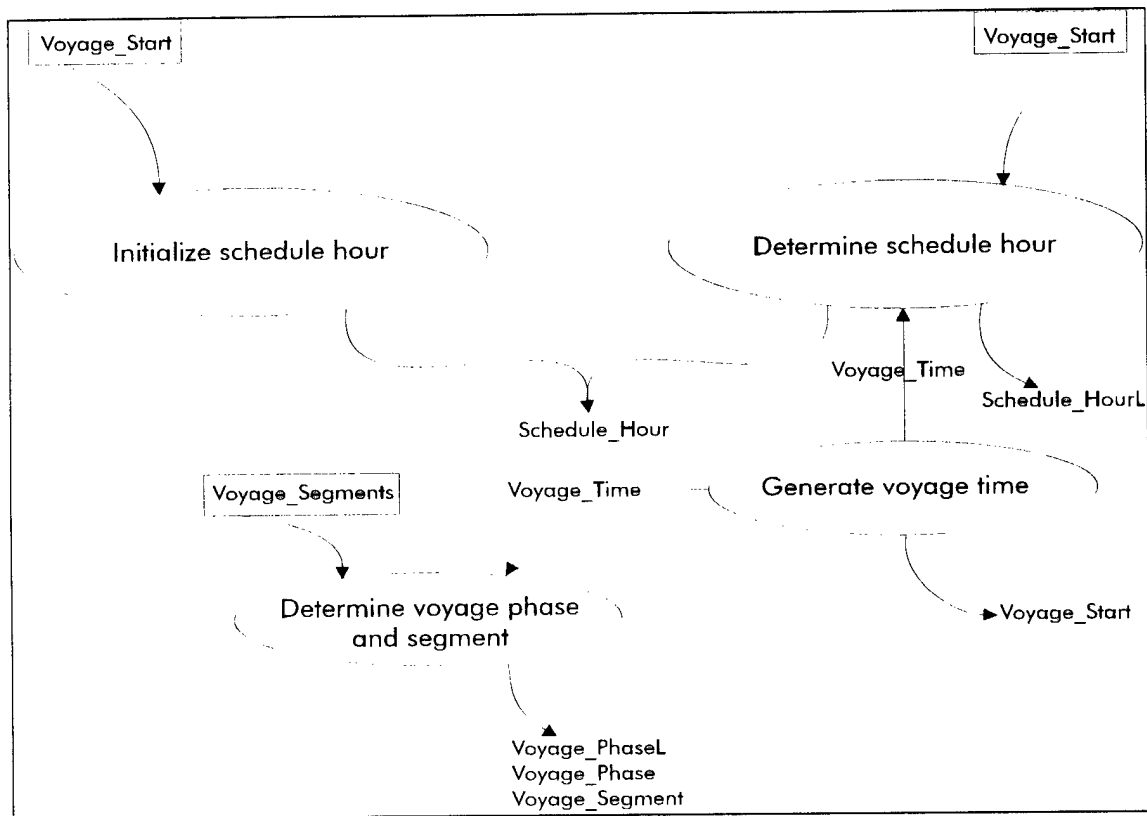 Voyage_Start
Voyage_Start
Initialize schedule hour
Determine schedule hour
Voyage_Time
Schedule_HourL
Schedule_Hour
Voyage_Segments
Voyage_Time
Generate voyage time
Determine voyage phase
and segment
Voyage_Start
Voyage_PhaseL
Voyage_Phase
Voyage_Segment